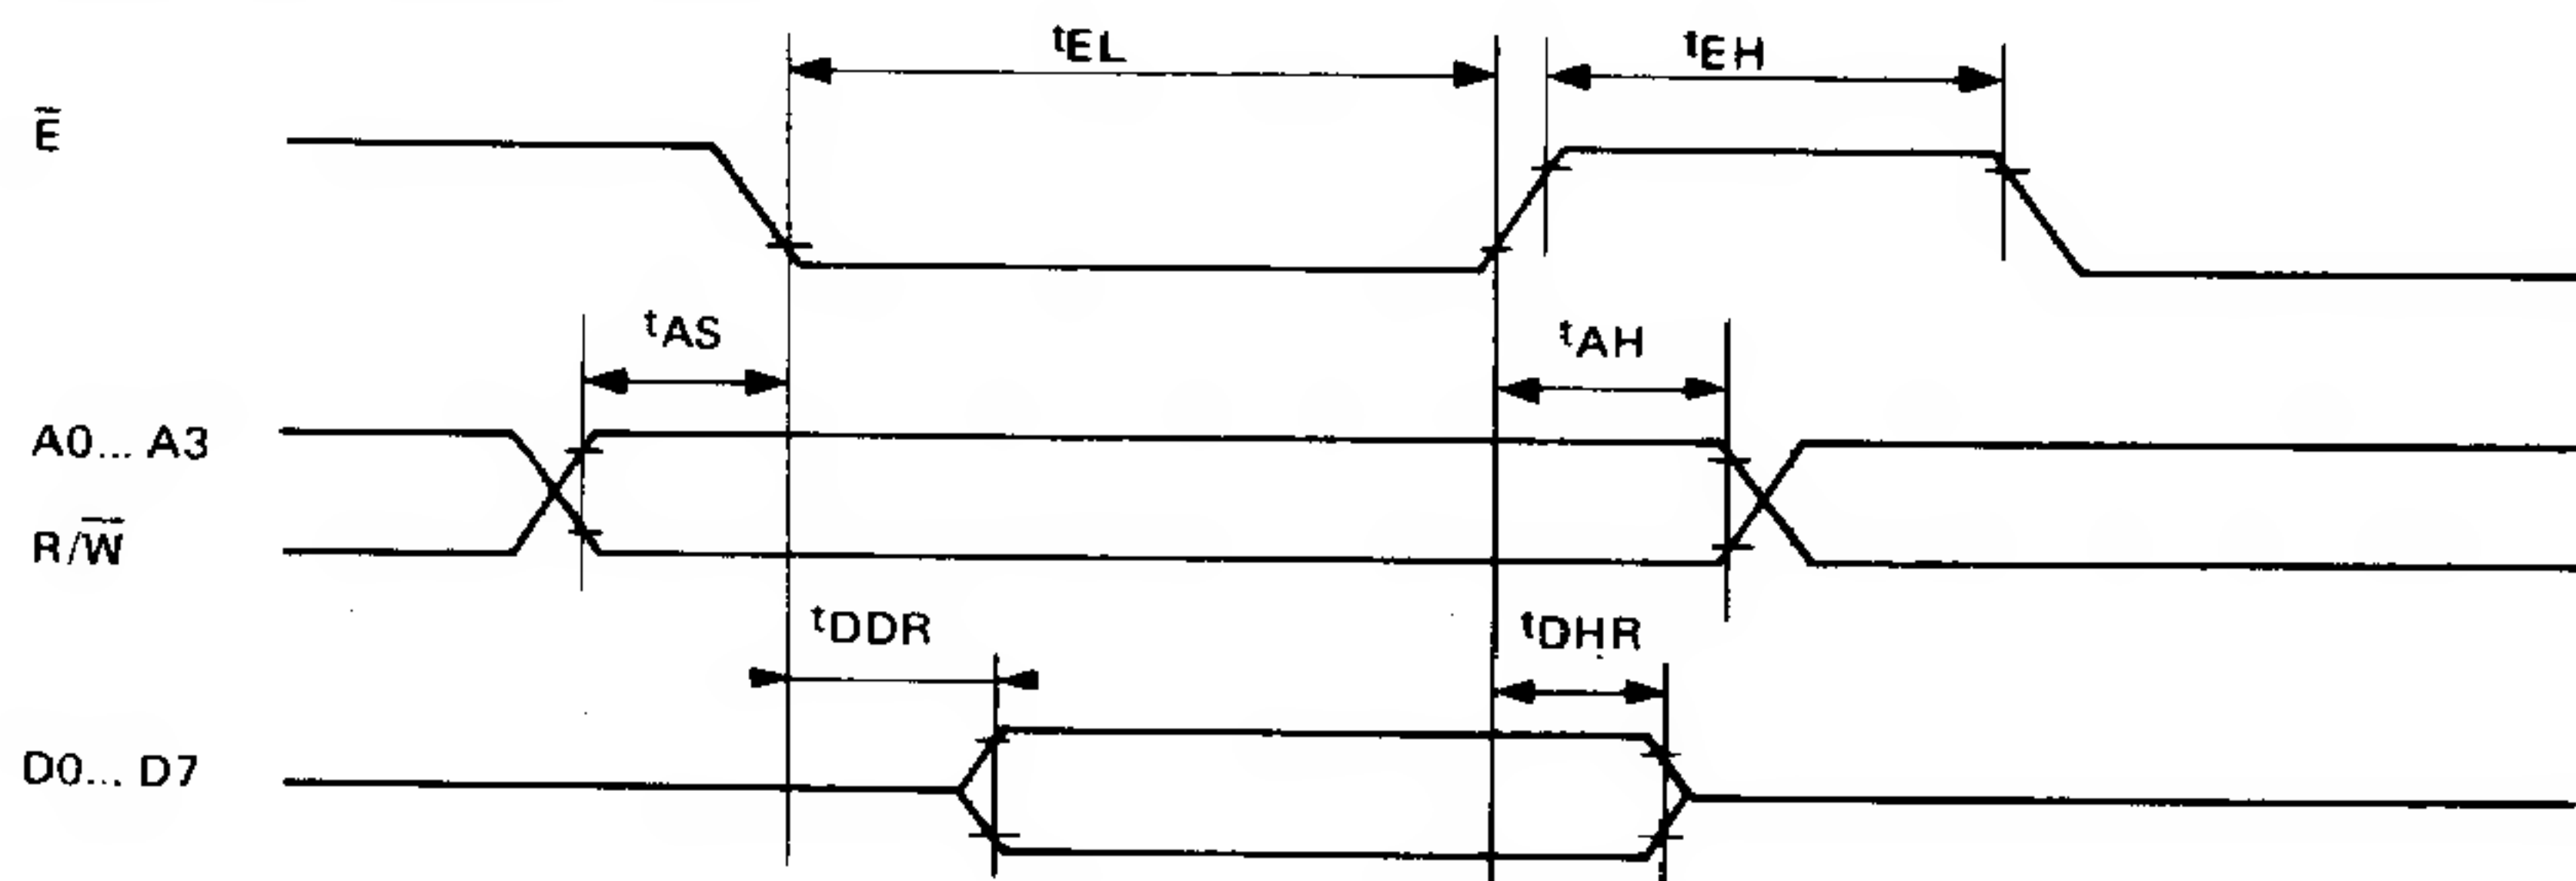 tEL
tEH
Ē
tAS
tAH
A0... A3
R/W̅
tDDR
tDHR
D0... D7